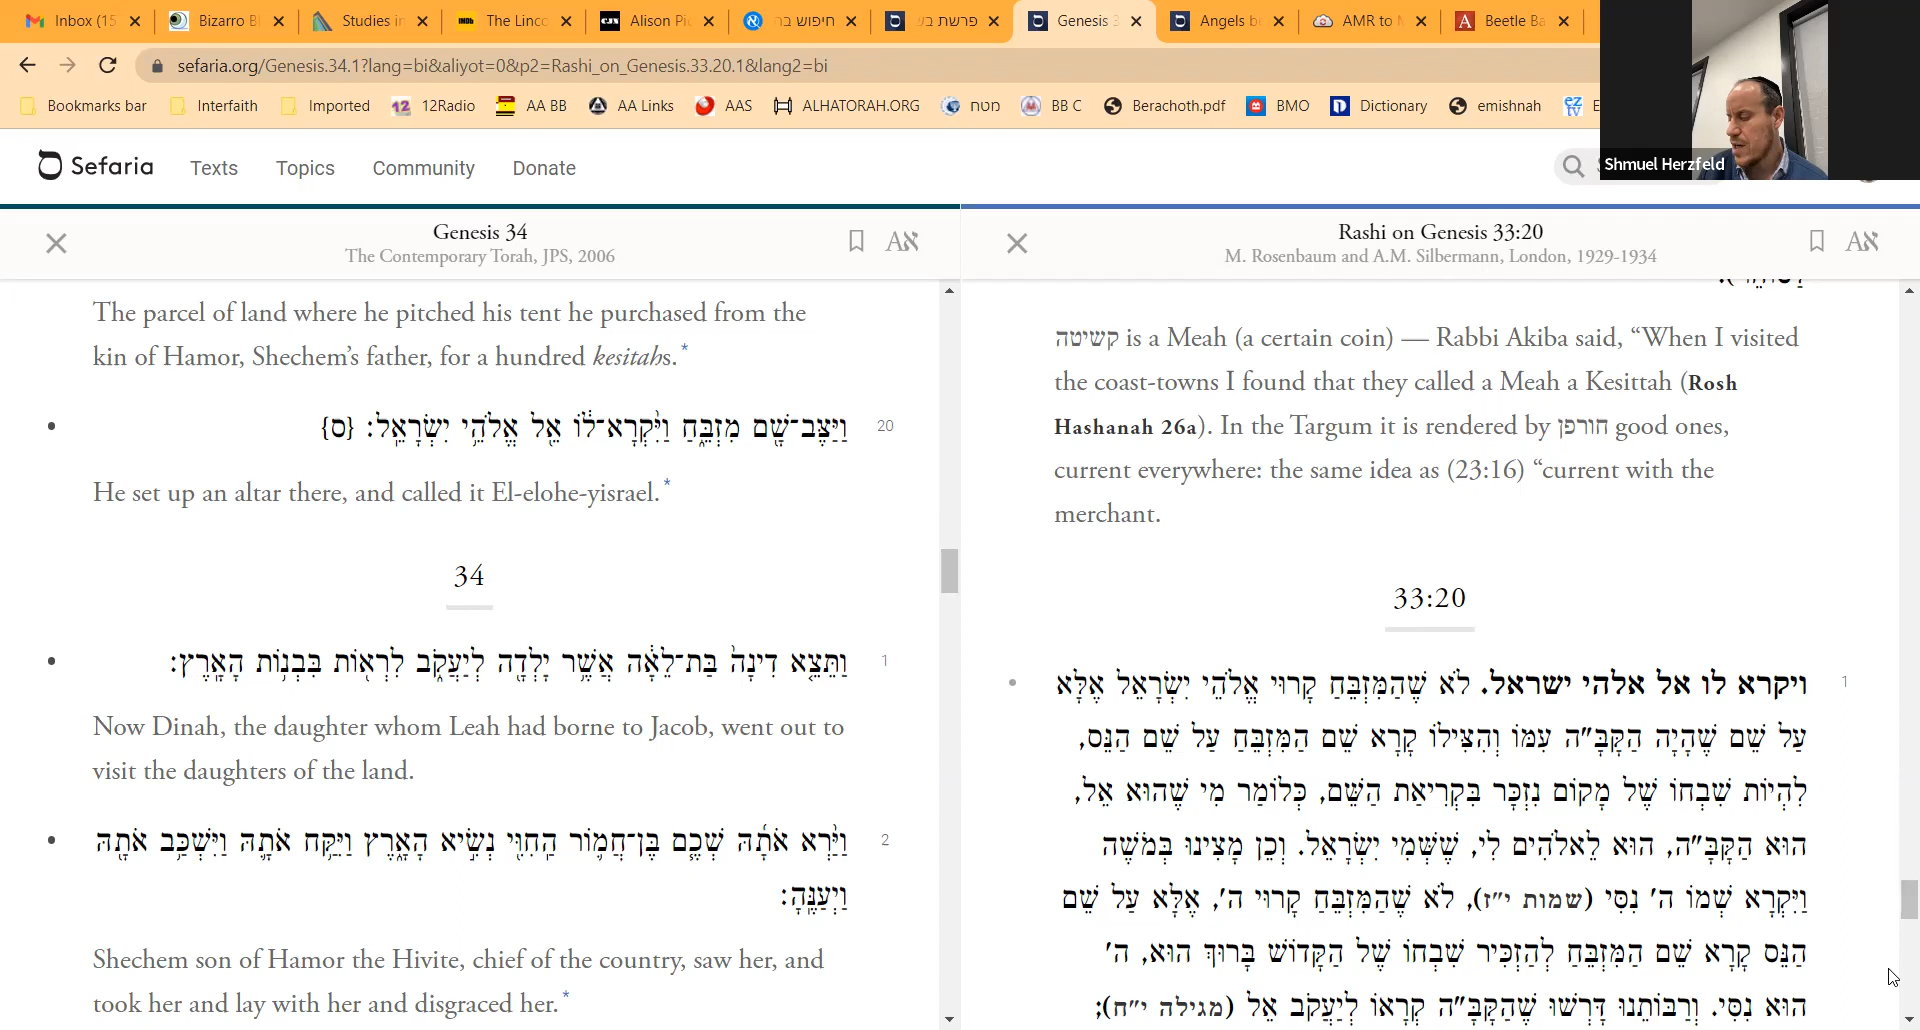 Inbox (15
Bizarro Bl
Studies in
The Linco
Alison Pi
חיפוש בה
פרשת בש
Genesis 3
Angels b
AMR to
Beetle Ba
sefaria.org/Genesis.34.1?lang=bi&aliyot=0&p2=Rashi_on_Genesis.33.20.1&lang2=bi
Bookmarks bar
Interfaith
Imported
12Radio
AA BB
AA Links
AAS
ALHATORAH.ORG
מטח
BB C
Berachoth.pdf
BMO
Dictionary
emishnah
Shmuel Herzfeld
Sefaria
Texts
Topics
Community
Donate
Genesis 34
The Contemporary Torah, JPS, 2006
The parcel of land where he pitched his tent he purchased from the
kin of Hamor, Shechem’s father, for a hundred kesitahs.*
20 וַיַּצֶּב־שָׁ֖ם מִזְבֵּ֑חַ וַיִּ֨קְרָא־ל֔וֹ אֵ֖ל אֱלֹהֵ֥י יִשְׂרָאֵֽל׃ {ס}
He set up an altar there, and called it El-elohe-yisrael.*
34
1 וַתֵּצֵ֤א דִינָה֙ בַּת־לֵאָ֔ה אֲשֶׁ֥ר יָלְדָ֖ה לְיַעֲקֹ֑ב לִרְא֖וֹת בִּבְנ֥וֹת הָאָֽרֶץ׃
Now Dinah, the daughter whom Leah had borne to Jacob, went out to
visit the daughters of the land.
2 וַיַּ֨רְא אֹתָ֜הּ שְׁכֶ֧ם בֶּן־חֲמ֛וֹר הַֽחִוִּ֖י נְשִׂ֣יא הָאָ֑רֶץ וַיִּקַּ֥ח אֹתָ֛הּ וַיִּשְׁכַּ֥ב אֹתָ֖הּ
וַיְעַנֶּֽהָ׃
Shechem son of Hamor the Hivite, chief of the country, saw her, and
took her and lay with her and disgraced her.*
Rashi on Genesis 33:20
M. Rosenbaum and A.M. Silbermann, London, 1929-1934
קשיטה is a Meah (a certain coin) — Rabbi Akiba said, “When I visited
the coast-towns I found that they called a Meah a Kesittah (Rosh
Hashanah 26a). In the Targum it is rendered by חורפן good ones,
current everywhere: the same idea as (23:16) “current with the
merchant.
33:20
1 ויקרא לו אל אלהי ישראל. לֹא שֶׁהַמִּזְבֵּחַ קָרוּי אֱלֹהֵי יִשְׂרָאֵל אֶלָּא
עַל שֵׁם שֶׁהָיָה הַקָּבָּ"ה עִמּוֹ וְהִצִּילוֹ קָרָא שֵׁם הַמִּזְבֵּחַ עַל שֵׁם הַנֵּס,
לִהְיוֹת שִׁבְחוֹ שֶׁל מָקוֹם נִזְכָּר בִּקְרִיאַת הַשֵּׁם, כְּלוֹמַר מִי שֶׁהוּא אֵל,
הוּא הַקָּבָּ"ה, הוּא לֵאלֹהִים לִי, שֶׁשְּׁמִי יִשְׂרָאֵל. וְכֵן מָצִינוּ בְּמֹשֶׁה
וַיִּקְרָא שְׁמוֹ ה' נִסִּי (שמות י"ז), לֹא שֶׁהַמִּזְבֵּחַ קָרוּי ה', אֶלָּא עַל שֵׁם
הַנֵּס קָרָא שֵׁם הַמִּזְבֵּחַ לְהַזְכִּיר שִׁבְחוֹ שֶׁל הַקָּדוֹשׁ בָּרוּךְ הוּא, ה'
הוּא נִסִּי. וְרַבּוֹתֵנוּ דָּרְשׁוּ שֶׁהַקָּבָּ"ה קְרָאוֹ לְיַעֲקֹב אֵל (מגילה י"ח);